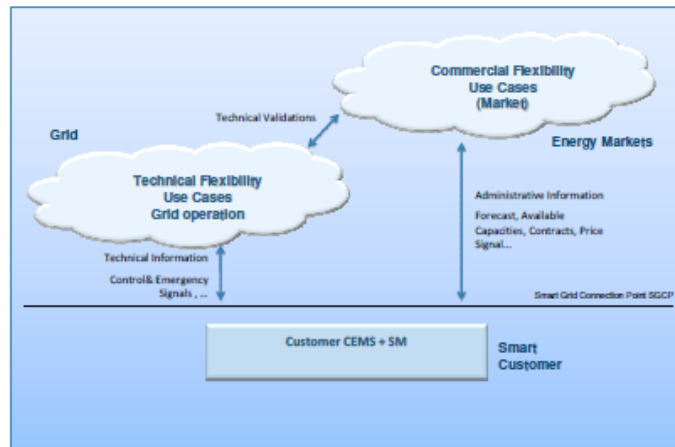 Commercial Flexibility
Use Cases
(Market)
Technical Validations
Grid
Energy Markets
Technical Flexibility
Use Cases
Grid operation
Administrative Information
Forecast, Available
Capacities, Contracts, Price
Signal...
Technical Information
Control& Emergency
Signals , ...
Smart Grid Connection Point SGCP
Customer CEMS + SM
Smart
Customer